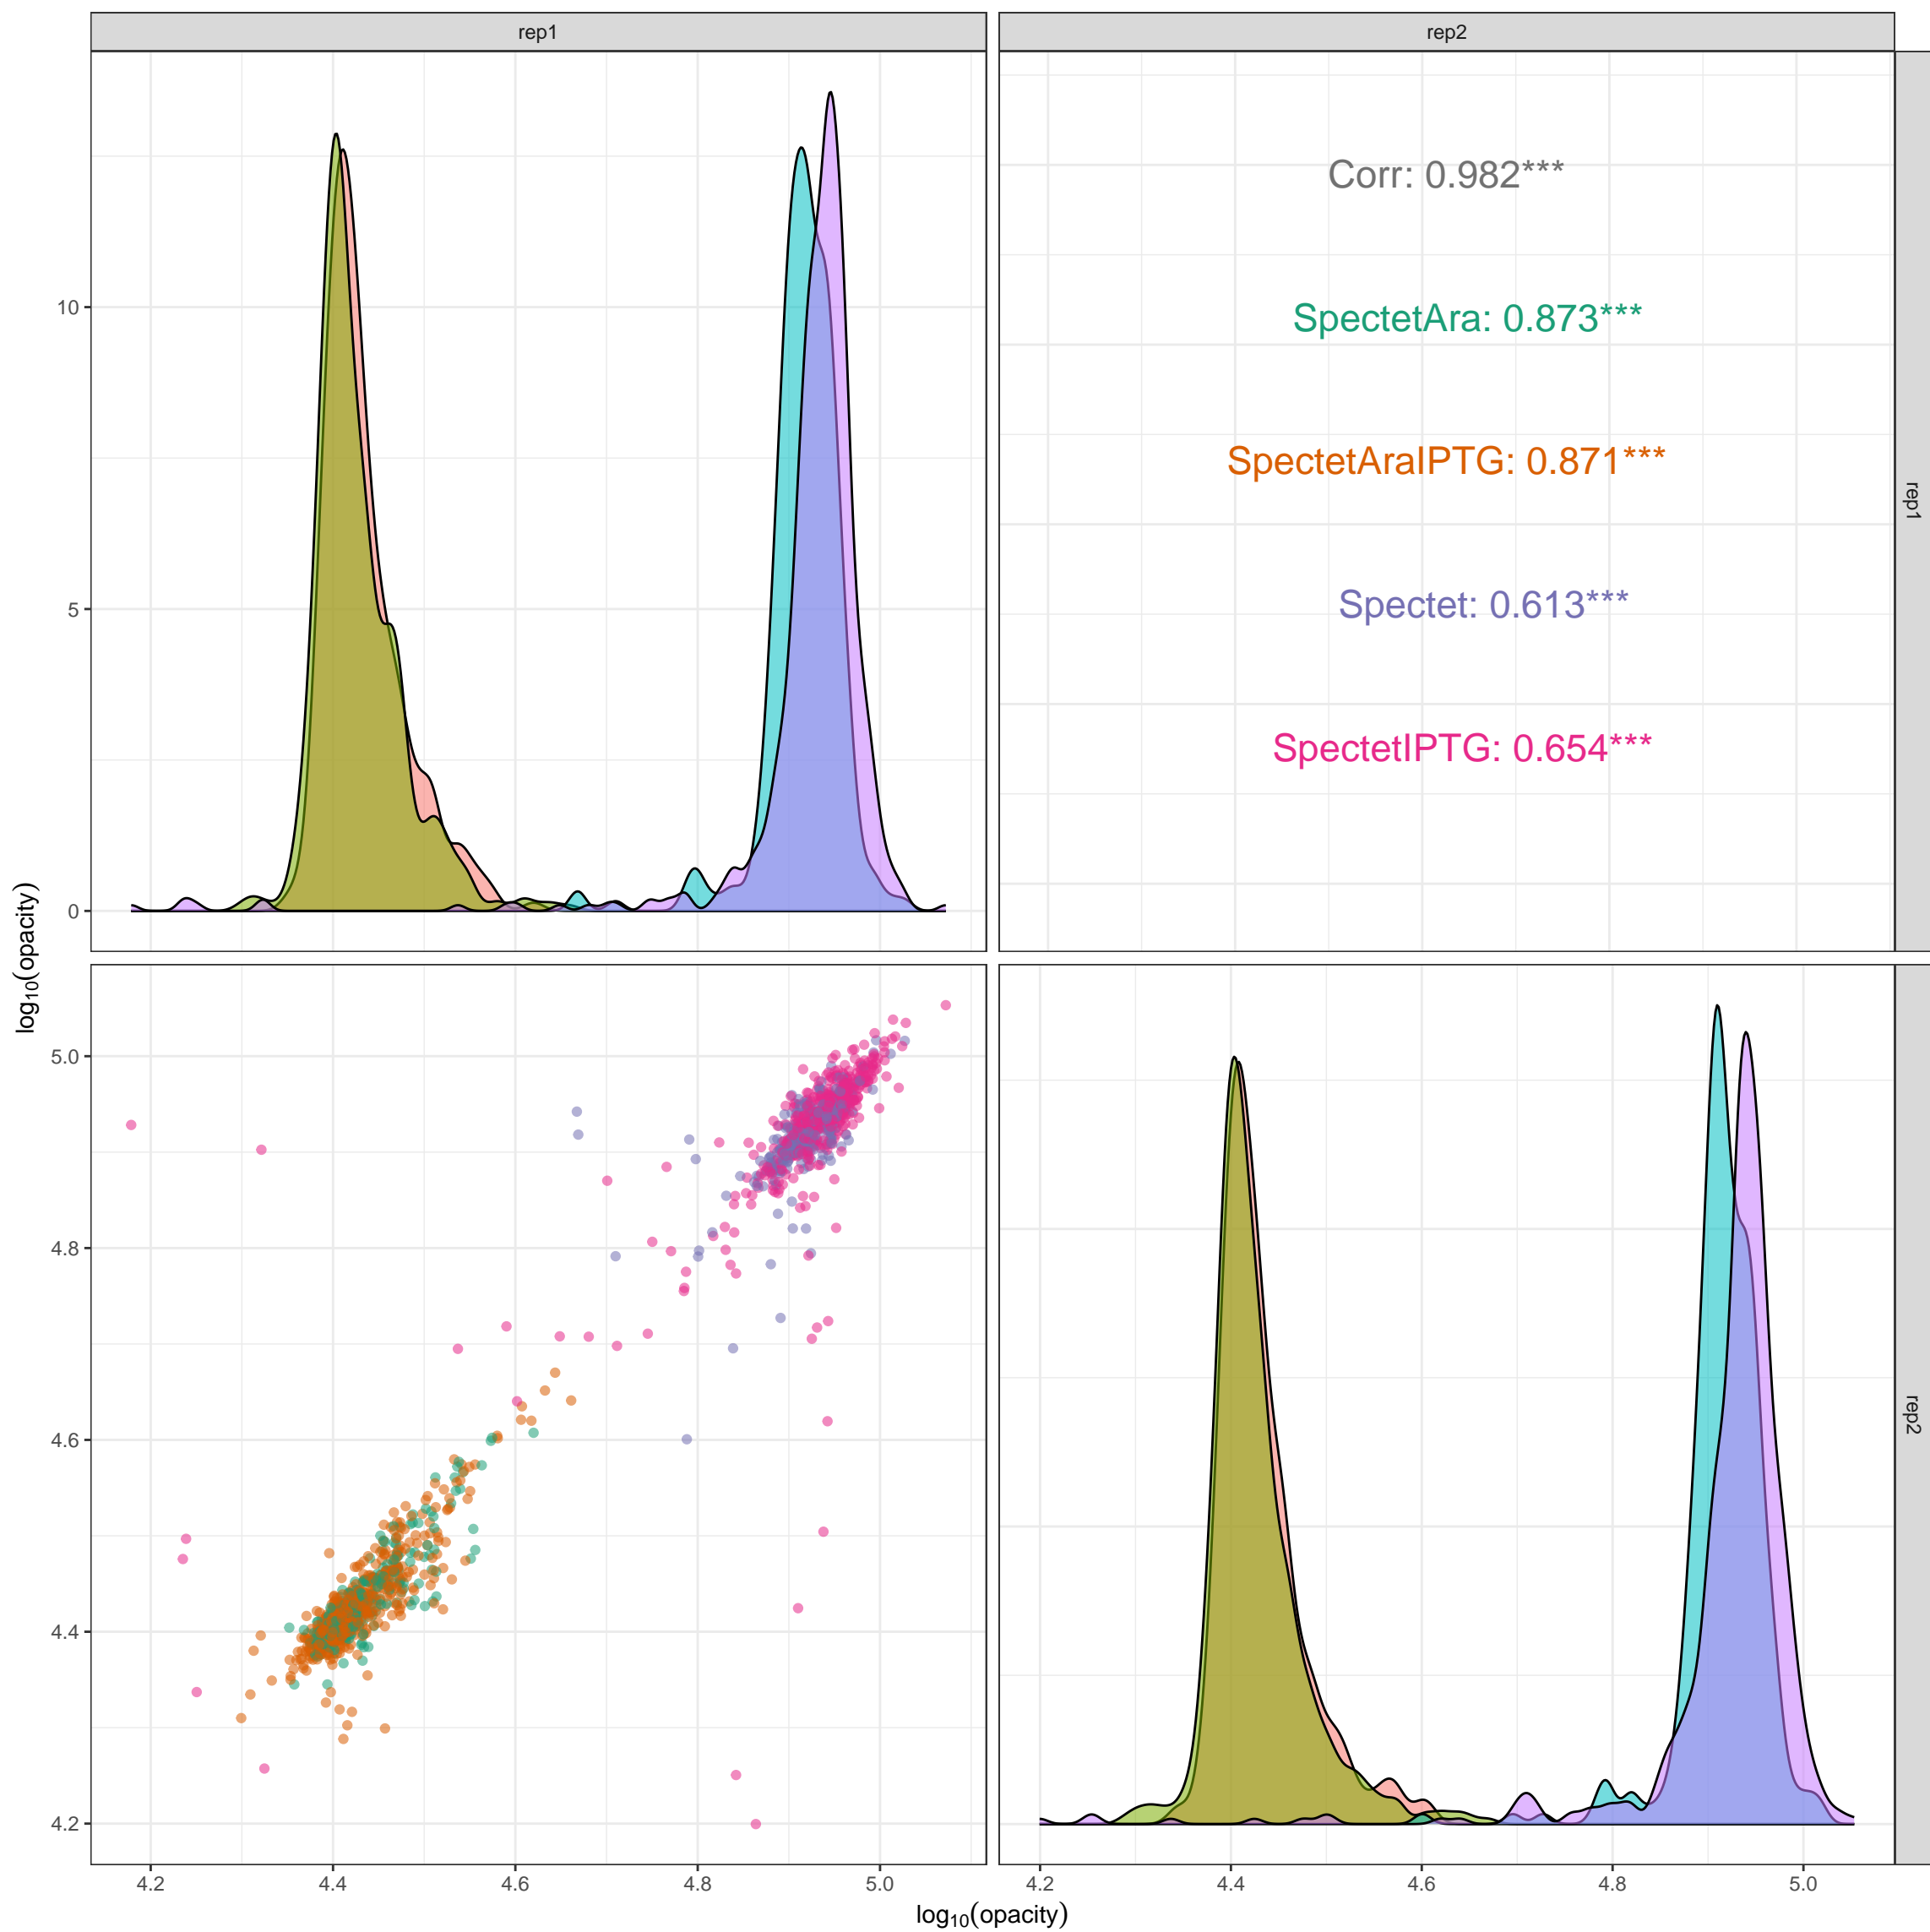 rep1
rep2
10
5
0
Corr: 0.982***
SpectetAra: 0.873***
SpectetAraIPTG: 0.871***
Spectet: 0.613***
SpectetIPTG: 0.654***
rep1
log10(opacity)
5.0
4.8
4.6
4.4
4.2
rep2
4.2 4.4 4.6 4.8 5.0
4.2 4.4 4.6 4.8 5.0
log10(opacity)